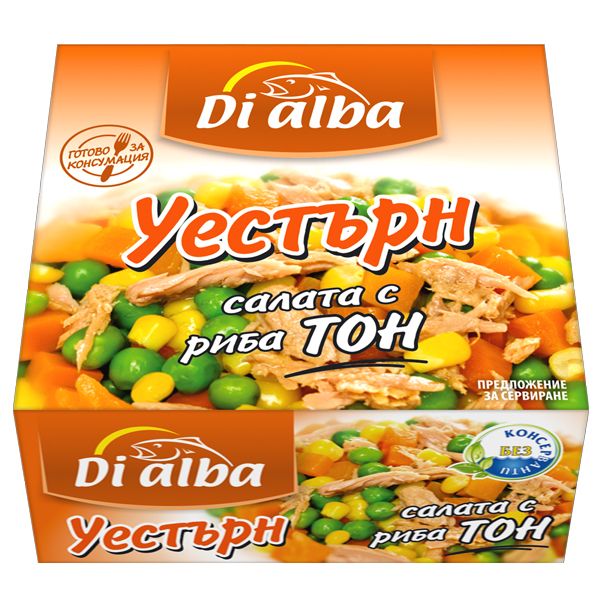 Di alba
ГОТОВО ЗА
КОНСУМАЦИЯ
Уестърн
салата с
риба ТОН
ПРЕДЛОЖЕНИЕ
ЗА СЕРВИРАНЕ
Di alba
Уестърн
БЕЗ
КОНСЕРВАНТИ
салата с
риба ТОН